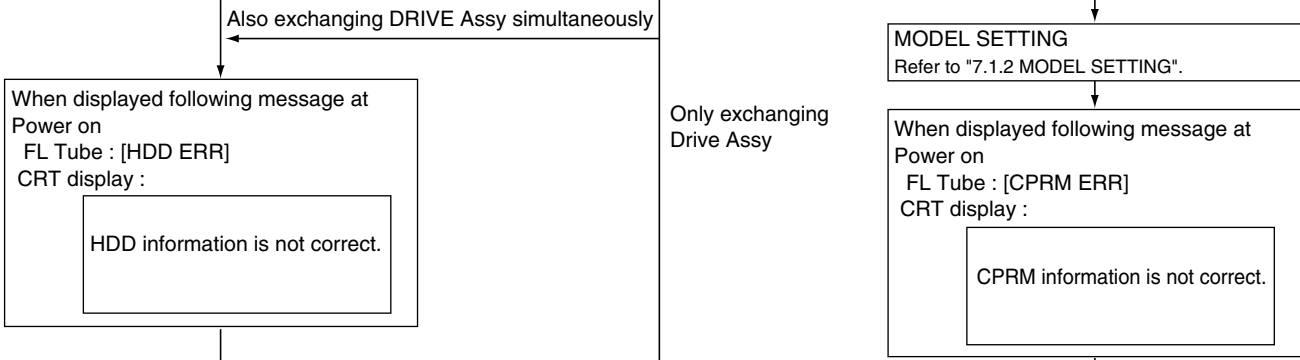 Also exchanging DRIVE Assy simultaneously
When displayed following message at
Power on
FL Tube : [HDD ERR]
CRT display :
HDD information is not correct.
Only exchanging
Drive Assy
MODEL SETTING
Refer to "7.1.2 MODEL SETTING".
When displayed following message at
Power on
FL Tube : [CPRM ERR]
CRT display :
CPRM information is not correct.